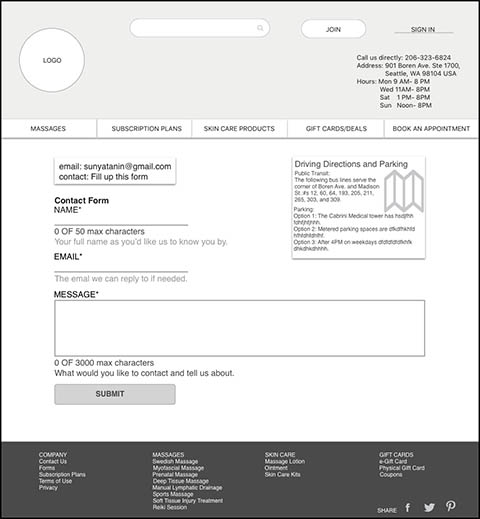 JOIN
SIGN IN
LOGO
Call us directly: 206-323-6824
Address: 901 Boren Ave. Ste 1700,
Seattle, WA 98104 USA
Hours: Mon 9 AM- 8 PM
Wed 11AM- 8PM
Sat 1 PM- 8PM
Sun Noon- 8PM
MASSAGES
SUBSCRIPTION PLANS
SKIN CARE PRODUCTS
GIFT CARDS/DEALS
BOOK AN APPOINTMENT
email: sunyatanin@gmail.com
contact: Fill up this form
Driving Directions and Parking
Public Transit:
The following bus lines serve the
corner of Boren Ave. and Madison
St. #s 12, 60, 64, 193, 205, 211,
265, 303, and 309
Parking:
Option 1: The Cabrini Medical tower has
Option 2: Metered parking spaces are
Option 3: After 4PM on weekdays
Contact Form
NAME*
0 OF 50 max characters
Your full name as you'd like us to know you by.
EMAIL*
The emal we can reply to if needed.
MESSAGE*
0 OF 3000 max characters
What would you like to contact and tell us about.
SUBMIT
COMPANY
Contact Us
Forms
Subscription Plans
Terms of Use
Privacy
MASSAGES
Swedish Massage
Myofascial Massage
Prenatal Massage
Deep Tissue Massage
Manual Lymphatic Drainage
Sports Massage
Soft Tissue Injury Treatment
Reiki Session
SKIN CARE
Massage Lotion
Ointment
Skin Care Kits
GIFT CARDS
e-Gift Card
Physical Gift Card
Coupons
SHARE